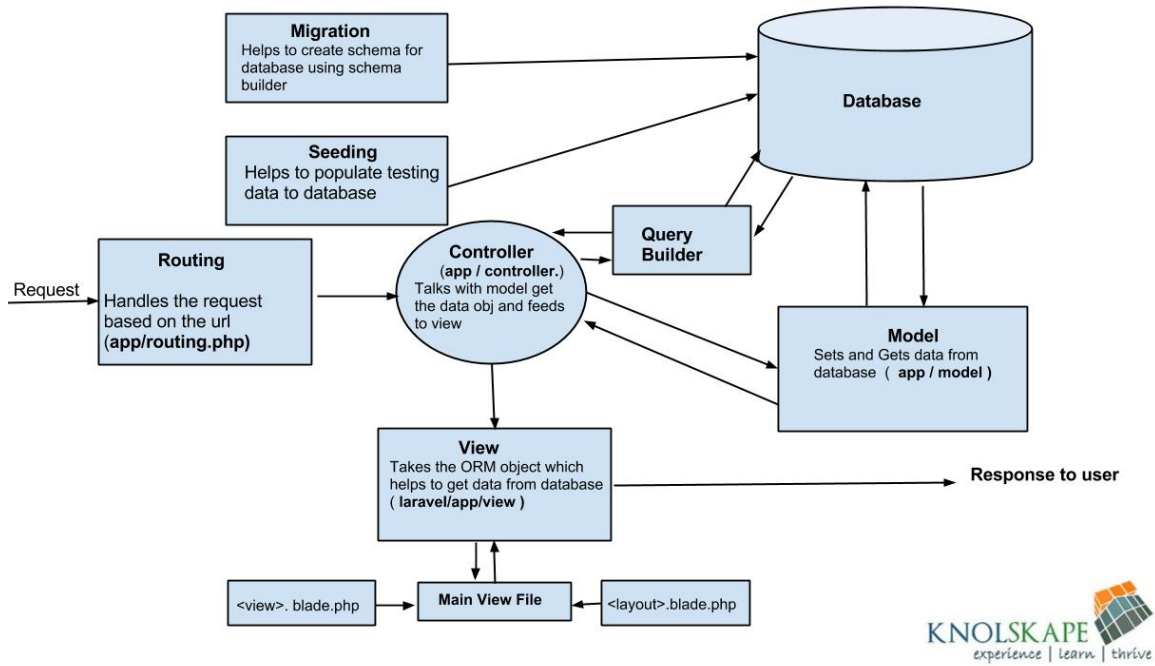 Migration
Helps to create schema for
database using schema
builder
Database
Seeding
Helps to populate testing
data to database
Query
Builder
Controller
(app / controller.)
Talks with model get
the data obj and feeds
to view
Routing
Request
Handles the request
based on the url
(app/routing.php)
Model
Sets and Gets data from
database ( app / model )
View
Takes the ORM object which
helps to get data from database
( laravel/app/view )
Response to user
<view>. blade.php
Main View File
<layout>.blade.php
KNOLSKAPE
experience | learn | thrive